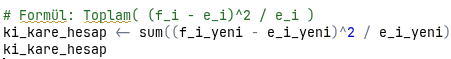 # Formül: Toplam( (f_i - e_i)^2 / e_i )
ki_kare_hesap <- sum((f_i_yeni - e_i_yeni)^2 / e_i_yeni)
ki_kare_hesap